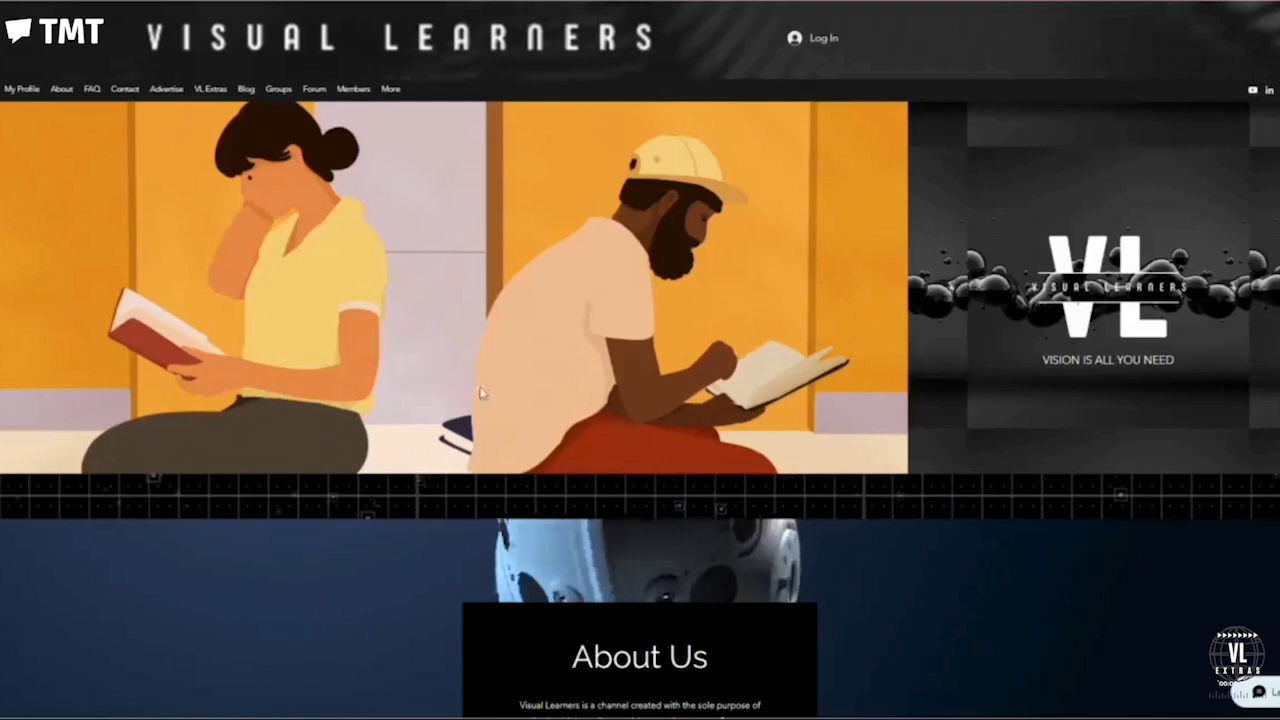 TMT
VISUAL LEARNERS
Log In
My Profile About FAQ Contact Advertise VL Extras Blog Groups Forum Members More
VL
VISUAL LEARNERS
VISION IS ALL YOU NEED
About Us
Visual Learners is a channel created with the sole purpose of
VL
EXTRAS